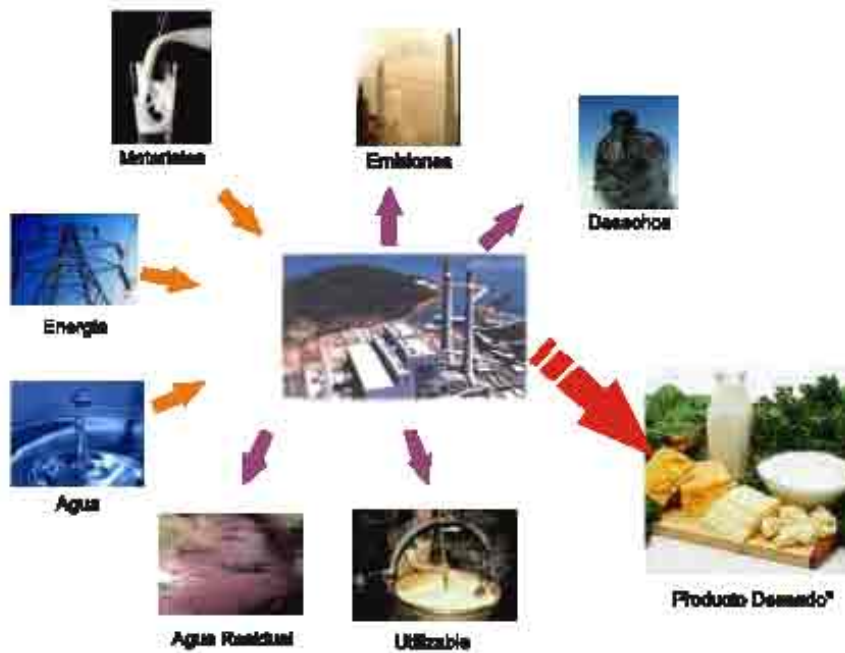 Materiales
Emisiones
Desechos
Energía
Agua
Agua Residual
Utilizable
Producto Deseado*